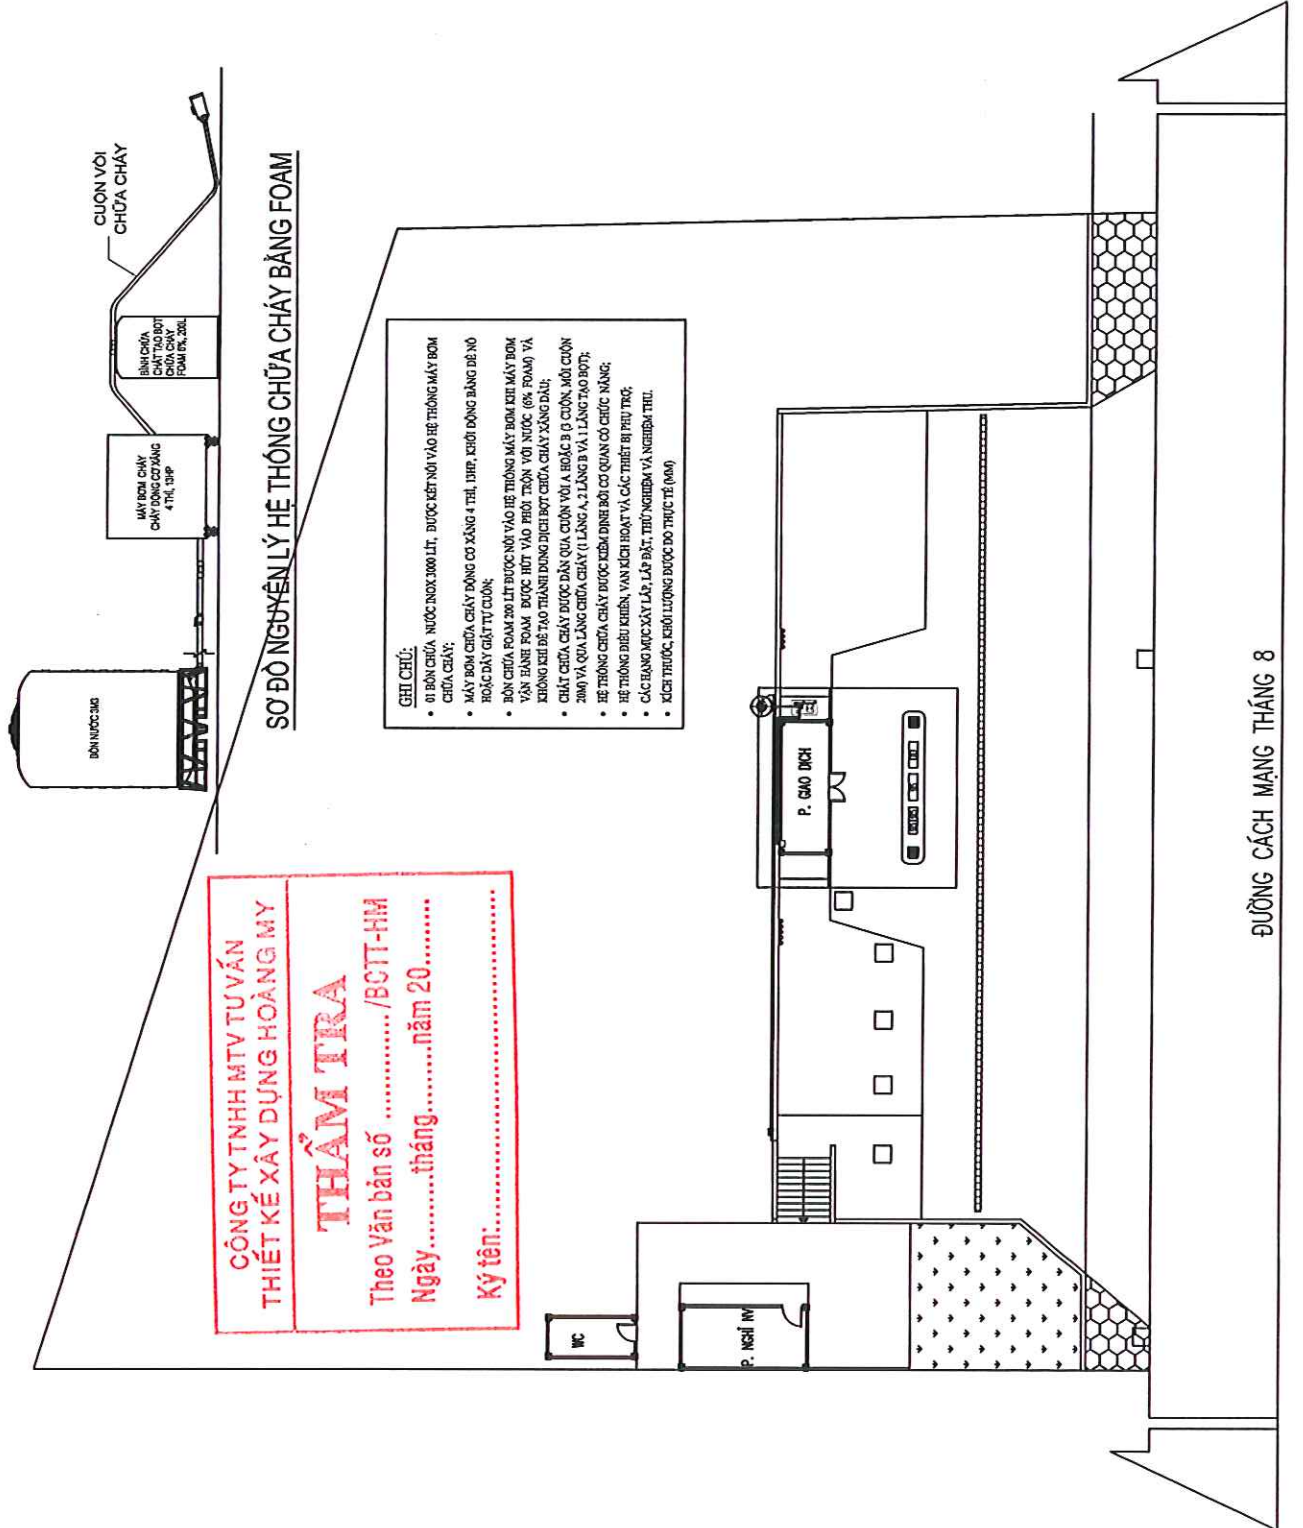 CUỘN VÒI
CHỮA CHÁY
BÌNH CHỨA
CHẤT TẠO BỌT
CHỮA CHÁY
FOAM 6%, 200L
MÁY BƠM CHÁY
CHẠY ĐỘNG CƠ XĂNG
4 THÌ, 13HP
BỒN NƯỚC 3M3
SƠ ĐỒ NGUYÊN LÝ HỆ THỐNG CHỮA CHÁY BẰNG FOAM
GHI CHÚ:
• 01 BỒN CHỨA NƯỚC INOX 3000 LÍT, ĐƯỢC KẾT NỐI VÀO HỆ THỐNG MÁY BƠM
CHỮA CHÁY;
• MÁY BƠM CHỮA CHÁY ĐỘNG CƠ XĂNG 4 THÌ, 13HP, KHỞI ĐỘNG BẰNG ĐỀ NỔ
HOẶC DÂY GIẬT TỰ CUỐN;
• BỒN CHỨA FOAM 200 LÍT ĐƯỢC NỐI VÀO HỆ THỐNG MÁY BƠM KHI MÁY BƠM
VẬN HÀNH FOAM ĐƯỢC HÚT VÀO PHỐI TRỘN VỚI NƯỚC (6% FOAM) VÀ
KHÔNG KHÍ ĐỂ TẠO THÀNH DUNG DỊCH BỌT CHỮA CHÁY XĂNG DẦU;
• CHẤT CHỮA CHÁY ĐƯỢC DẪN QUA CUỘN VÒI A HOẶC B (3 CUỘN, MỖI CUỘN
20M) VÀ QUA LĂNG CHỮA CHÁY (1 LĂNG A, 2 LĂNG B VÀ 1 LĂNG TẠO BỌT);
• HỆ THỐNG CHỮA CHÁY ĐƯỢC KIỂM ĐỊNH BỞI CƠ QUAN CÓ CHỨC NĂNG;
• HỆ THỐNG ĐIỀU KHIỂN, VAN KÍCH HOẠT VÀ CÁC THIẾT BỊ PHỤ TRỢ;
• CÁC HẠNG MỤC XÂY LẮP, LẮP ĐẶT, THỬ NGHIỆM VÀ NGHIỆM THU.
• KÍCH THƯỚC, KHỐI LƯỢNG ĐƯỢC ĐO THỰC TẾ (MM)
CÔNG TY TNHH MTV TƯ VẤN
THIẾT KẾ XÂY DỰNG HOÀNG MY
THẨM TRA
Theo Văn bản số ............../BCTT-HM
Ngày.........tháng.........năm 20.........
Ký tên:.............................................
P. GIAO DỊCH
WC
P. NGHỈ NV
ĐƯỜNG CÁCH MẠNG THÁNG 8